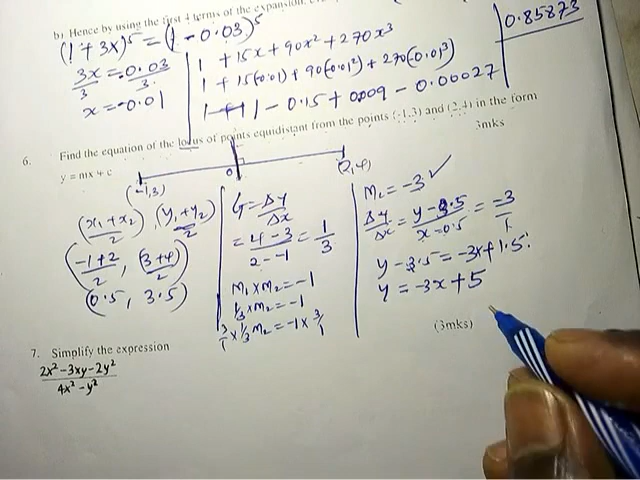 b) Hence by using the first 4 terms of the expansion,
(1 + 3x)⁵ = (1 - 0.03)⁵
3x/3 = -0.03/3
x = -0.01
1 + 15x + 90x² + 270x³
1 + 15(0.01) + 90(0.01²) + 270(0.01³)
1 - 0.15 + 0.009 - 0.00027
0.85873
6. Find the equation of the locus of points equidistant from the points (-1,3) and (2,4) in the form
y = mx + c
3mks
(-1,3) 0 (2,4)
(x₁+x₂)/2, (y₁+y₂)/2
(-1+2)/2, (3+4)/2
(0.5, 3.5)
G = Δy/Δx
= 4-3/2--1 = 1/3
M₁ x M₂ = -1
1/3 x M₂ = -1
3/1 x 1/3 M₂ = -1 x 3/1
M₂ = -3 ✓
Δy/Δx = y-3.5/x-0.5 = -3/1
y - 3.5 = -3x + 1.5
y = -3x + 5
7. Simplify the expression
(3mks)
2x² - 3xy - 2y²
4x² - y²